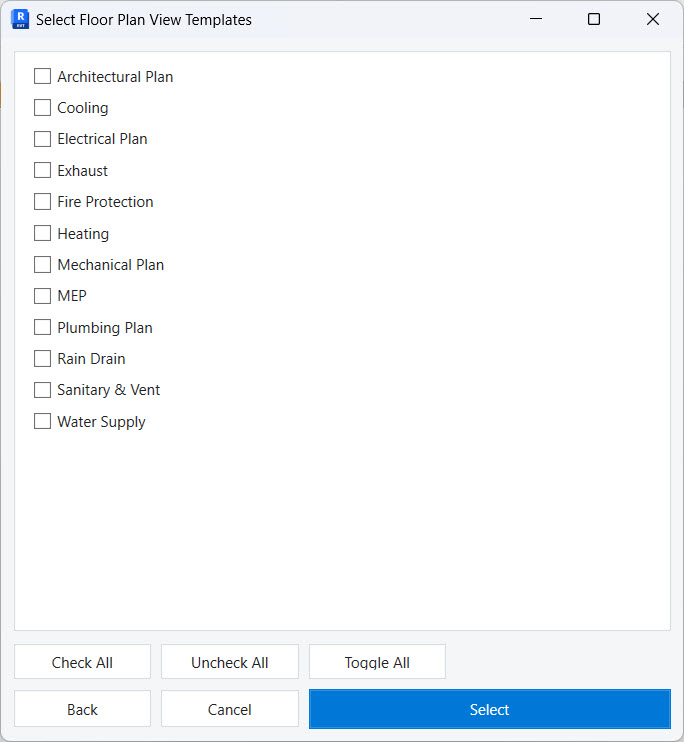 R
RVT
Select Floor Plan View Templates
Architectural Plan
Cooling
Electrical Plan
Exhaust
Fire Protection
Heating
Mechanical Plan
MEP
Plumbing Plan
Rain Drain
Sanitary & Vent
Water Supply
Check All Uncheck All Toggle All
Back Cancel Select